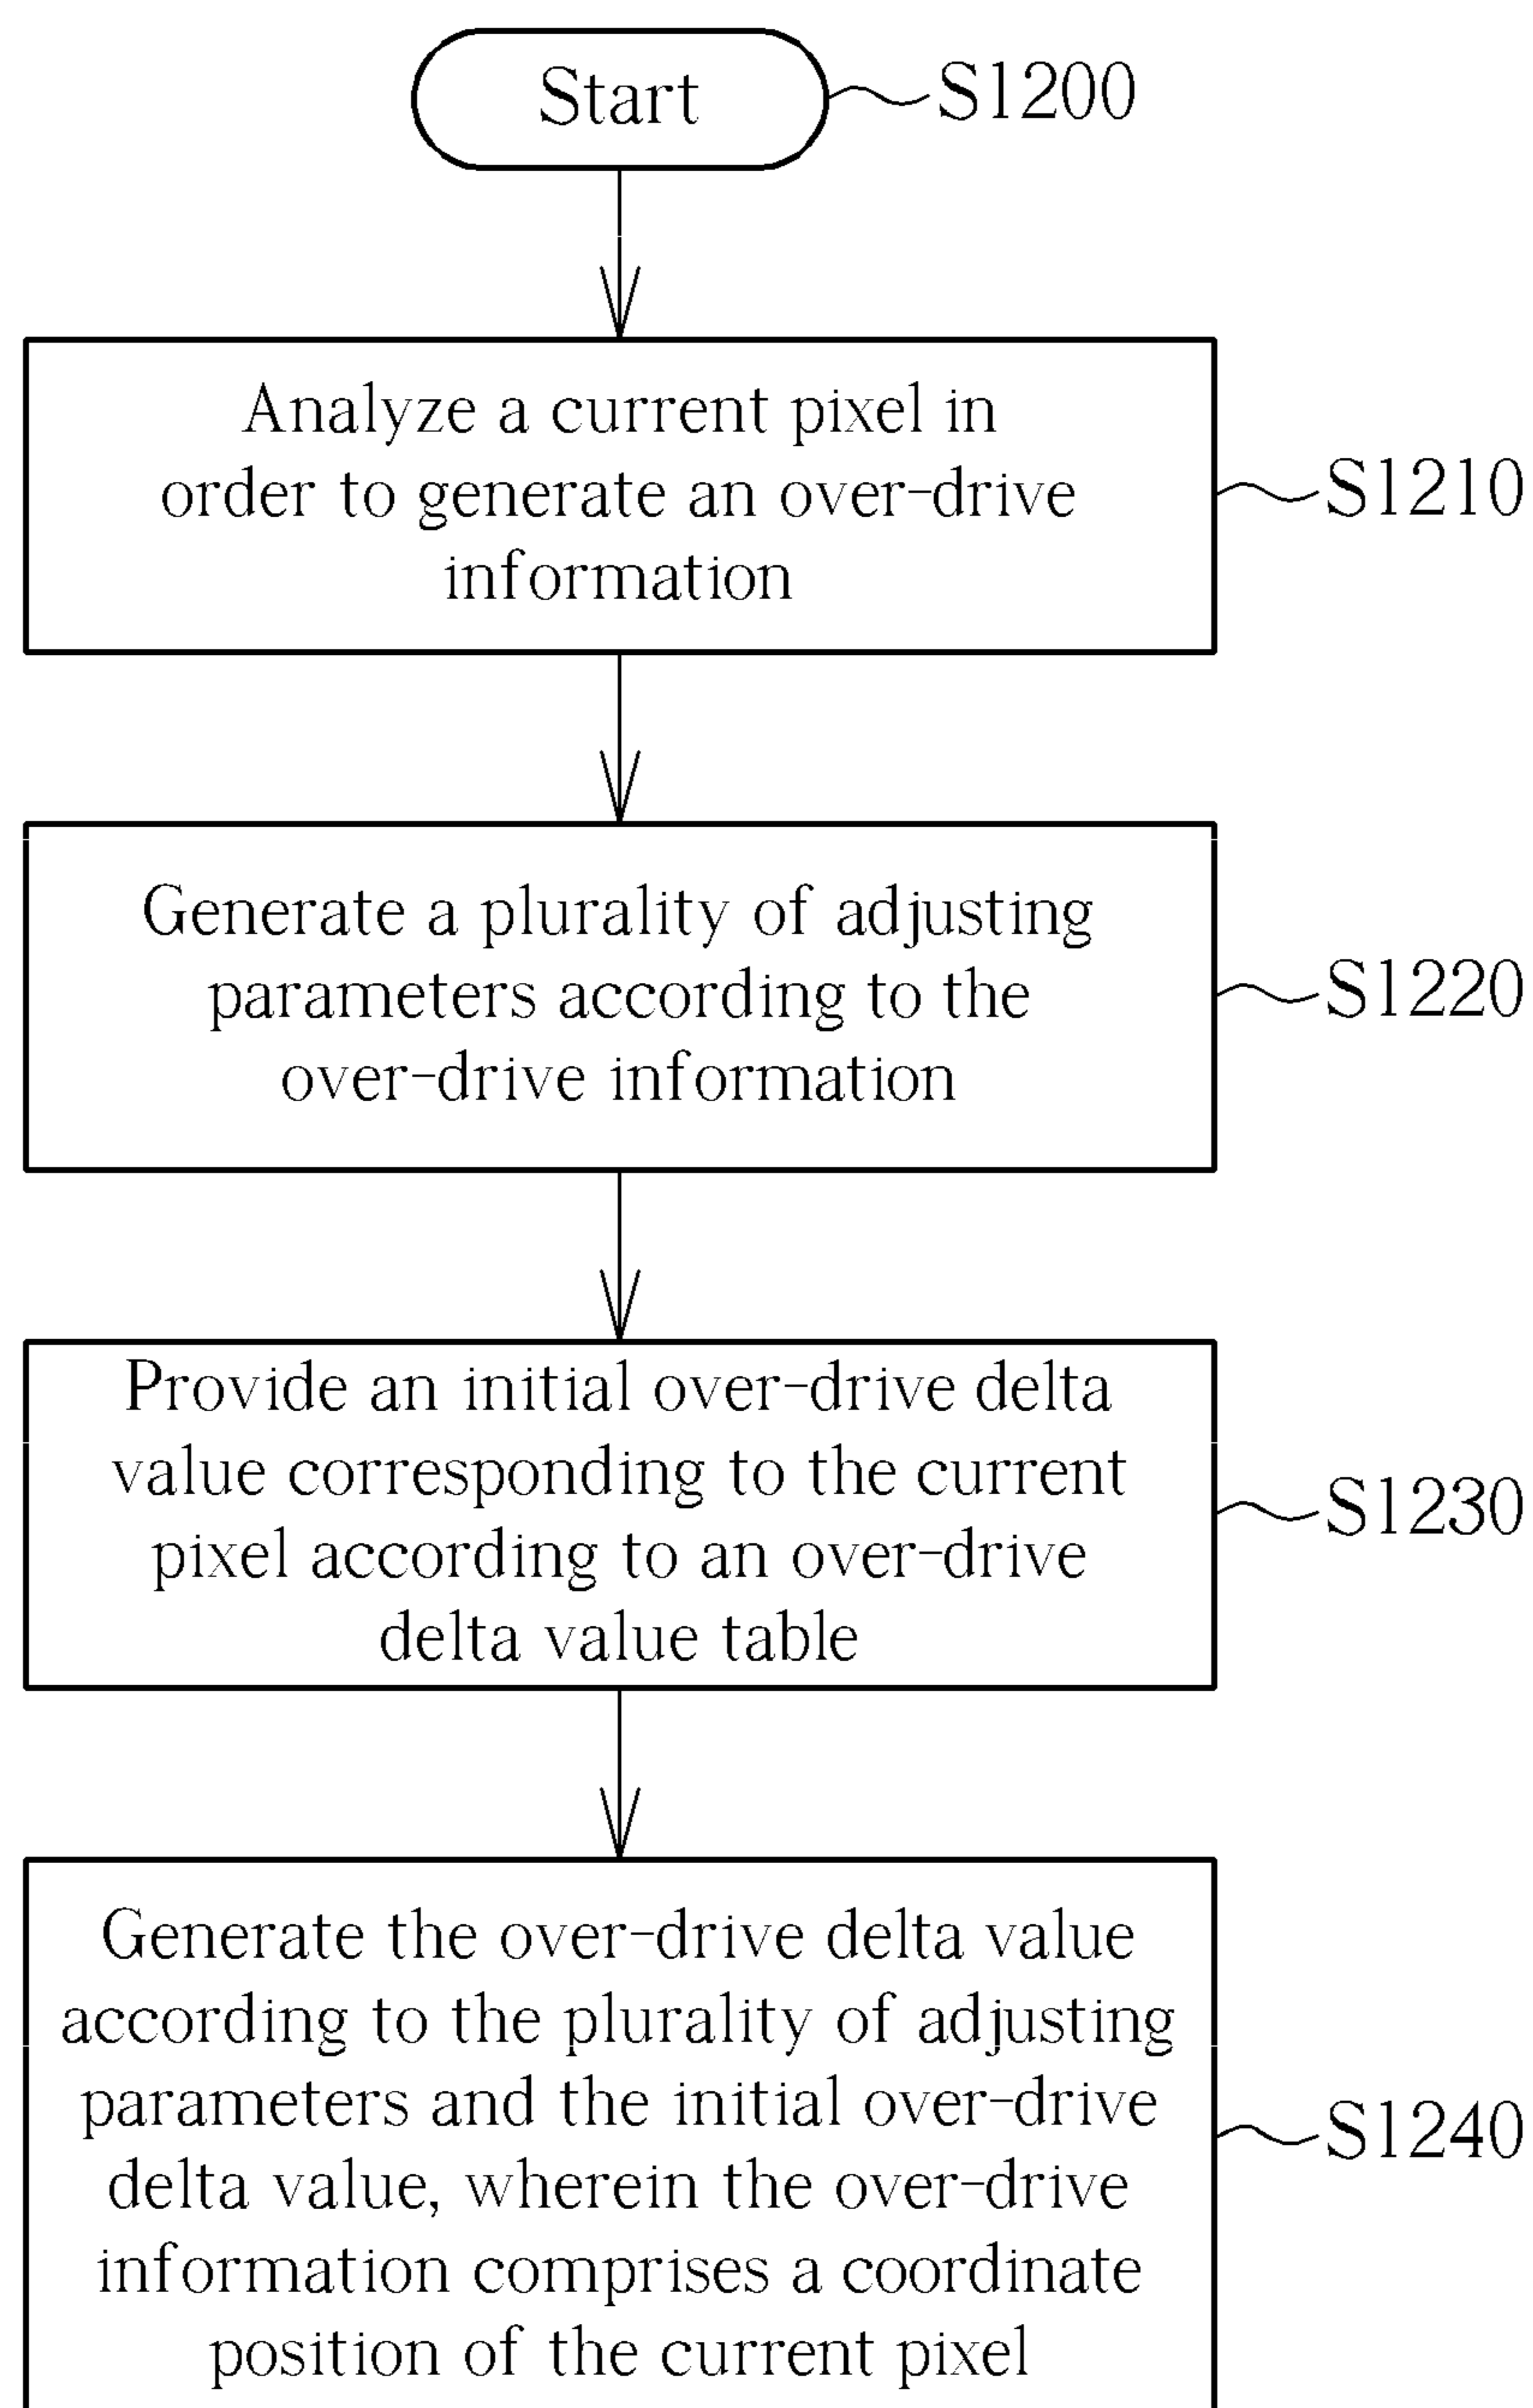 Start
S1200
Analyze a current pixel in
order to generate an over-drive
information
S1210
Generate a plurality of adjusting
parameters according to the
over-drive information
S1220
Provide an initial over-drive delta
value corresponding to the current
pixel according to an over-drive
delta value table
S1230
Generate the over-drive delta value
according to the plurality of adjusting
parameters and the initial over-drive
delta value, wherein the over-drive
information comprises a coordinate
position of the current pixel
S1240